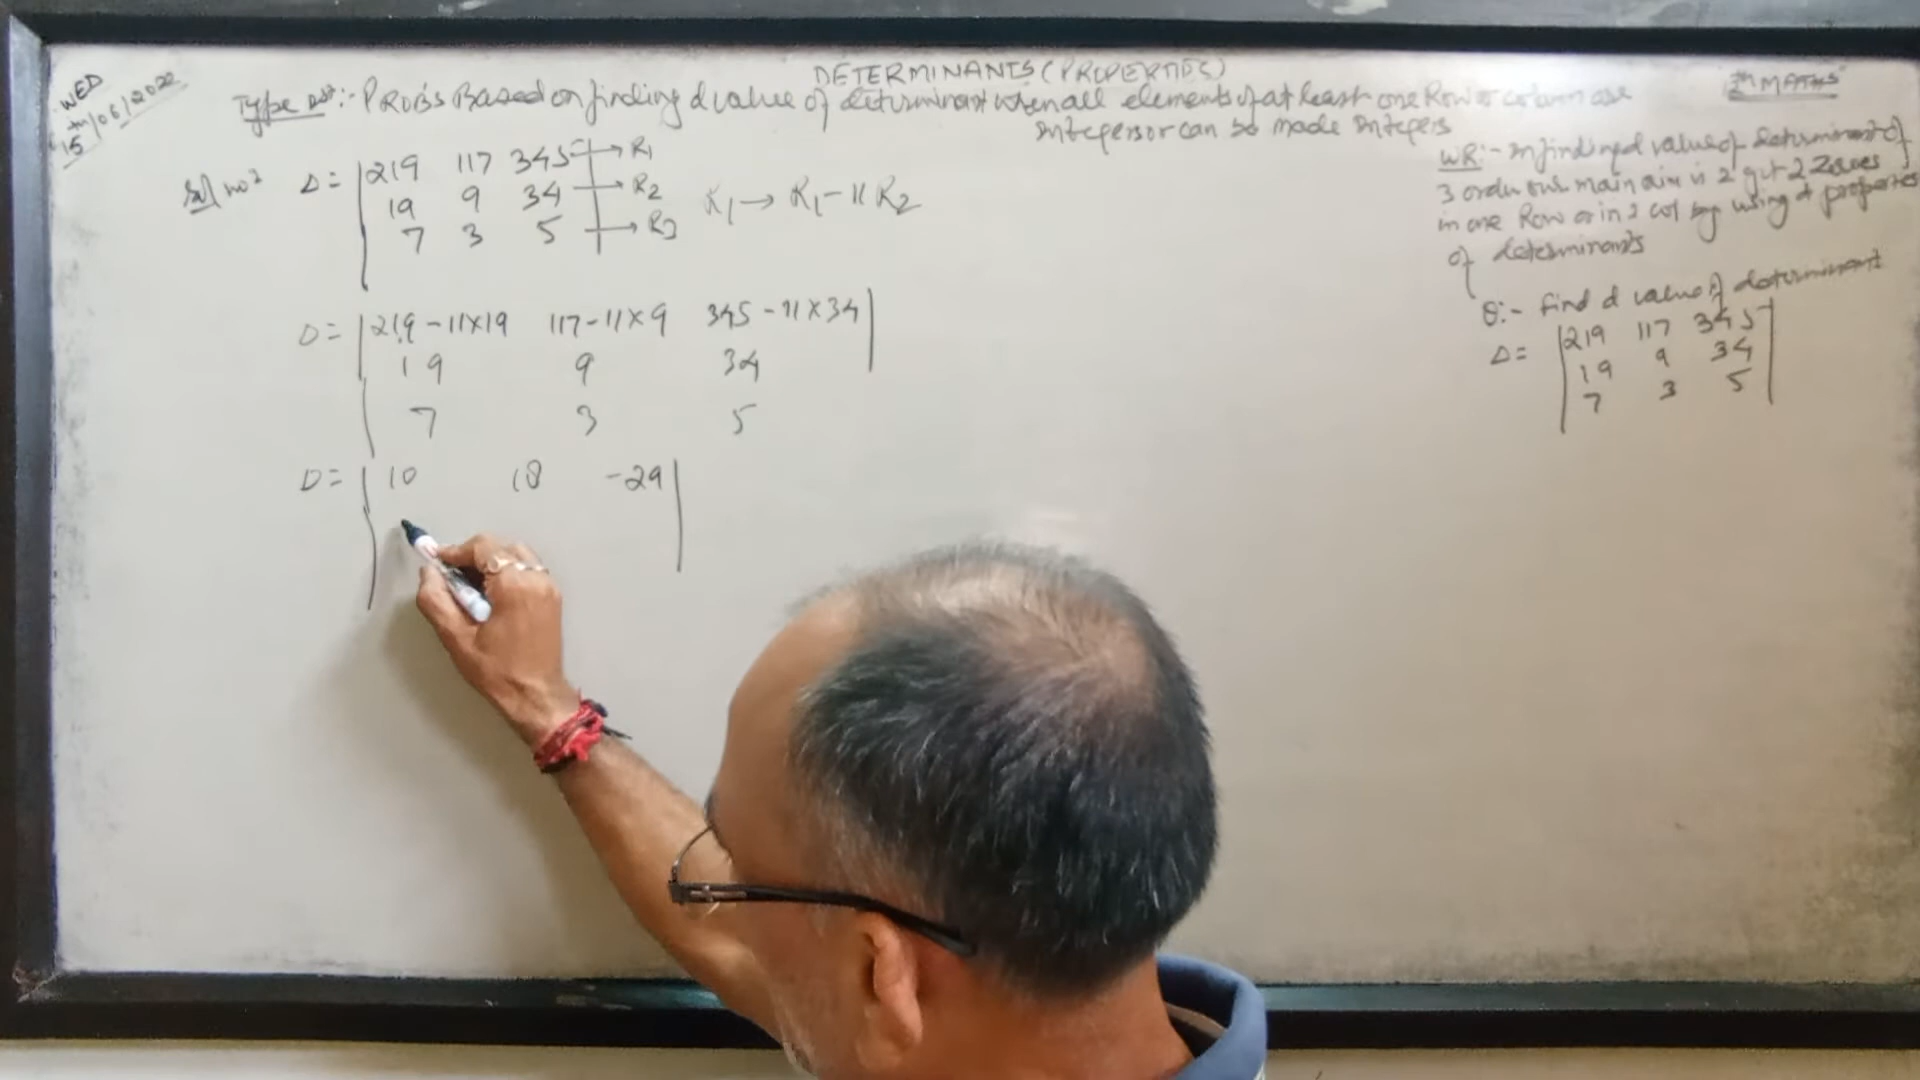 WED
15th/06/2022
DETERMINANTS (PROPERTIES)
2nd MATHS
Type Ist:- PROBS Based on finding d value of determinant when all elements of at least one Row or column are
integers or can be made integers
Sol no 2
Δ = |219 117 345| → R1
19 9 34 → R2
7 3 5 → R3
R1 → R1 - 11 R2
Δ = |219 - 11×19 117 - 11×9 345 - 11×34|
19 9 34
7 3 5
Δ = |10 18 -29|
WR:- In finding d value of determinant of
3 order our main aim is 2 get 2 Zeroes
in one Row or in 1 col by using d properties
of determinants
Q:- find d value of determinant
Δ = |219 117 345|
19 9 34
7 3 5